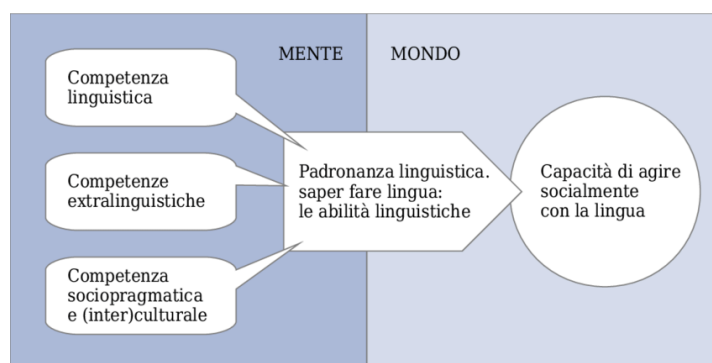 MENTE
MONDO
Competenza
linguistica
Competenze
extralinguistiche
Competenza
sociopragmatica
e (inter)culturale
Padronanza linguistica.
saper fare lingua:
le abilità linguistiche
Capacità di agire
socialmente
con la lingua